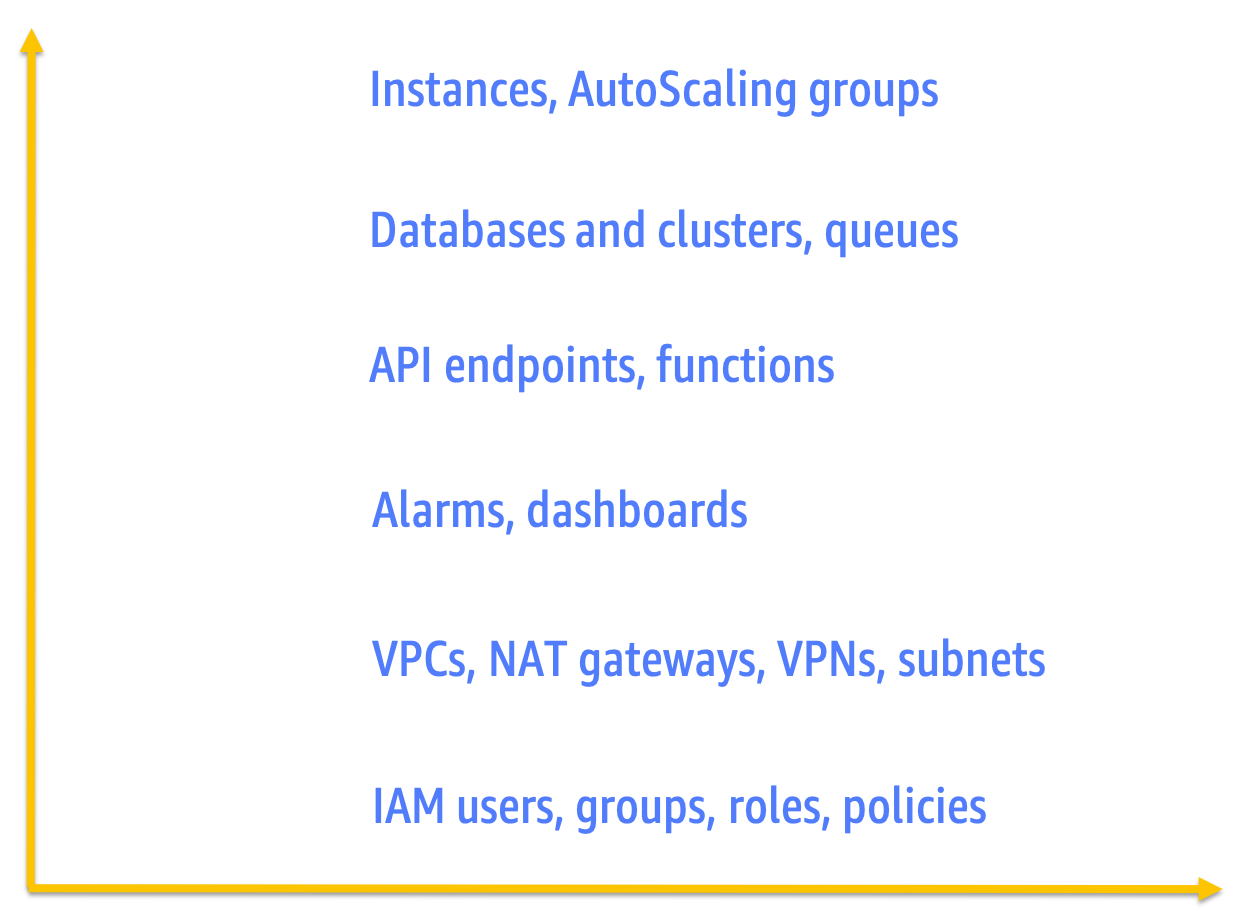 Instances, AutoScaling groups
Databases and clusters, queues
API endpoints, functions
Alarms, dashboards
VPCs, NAT gateways, VPNs, subnets
IAM users, groups, roles, policies